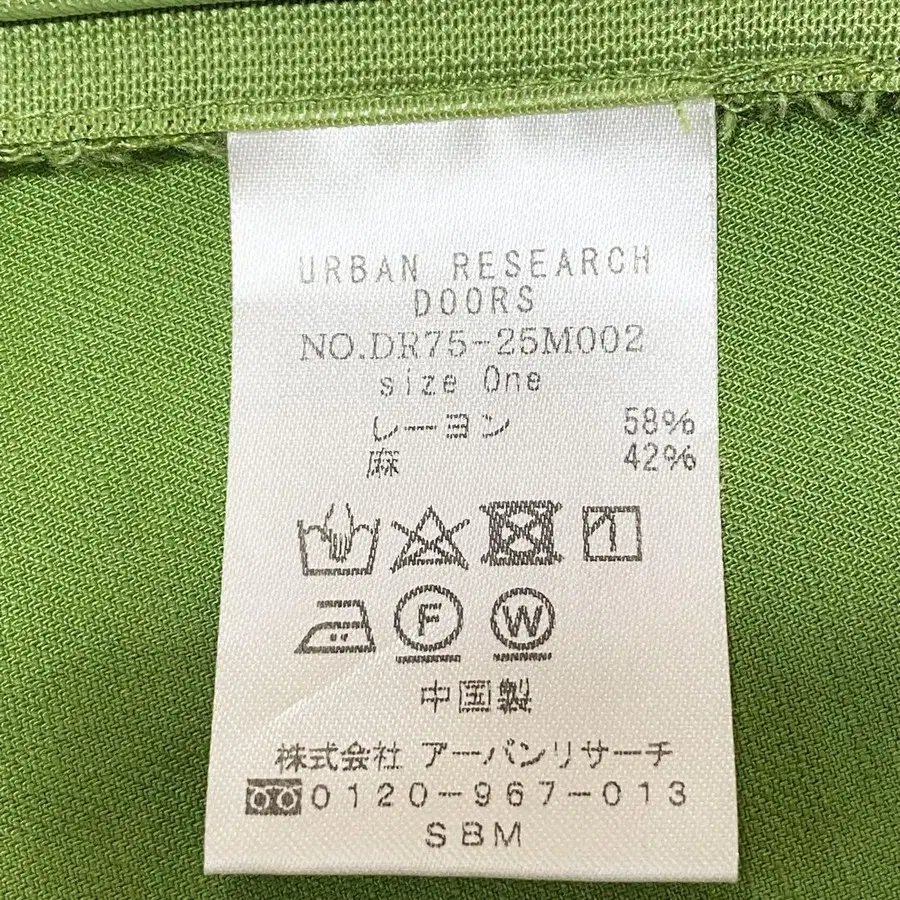 URBAN RESEARCH
DOORS
NO.DR75-25M002
size One
レーヨン 58%
麻 42%
F W
中国製
株式会社 アーバンリサーチ
0120-967-013
SBM